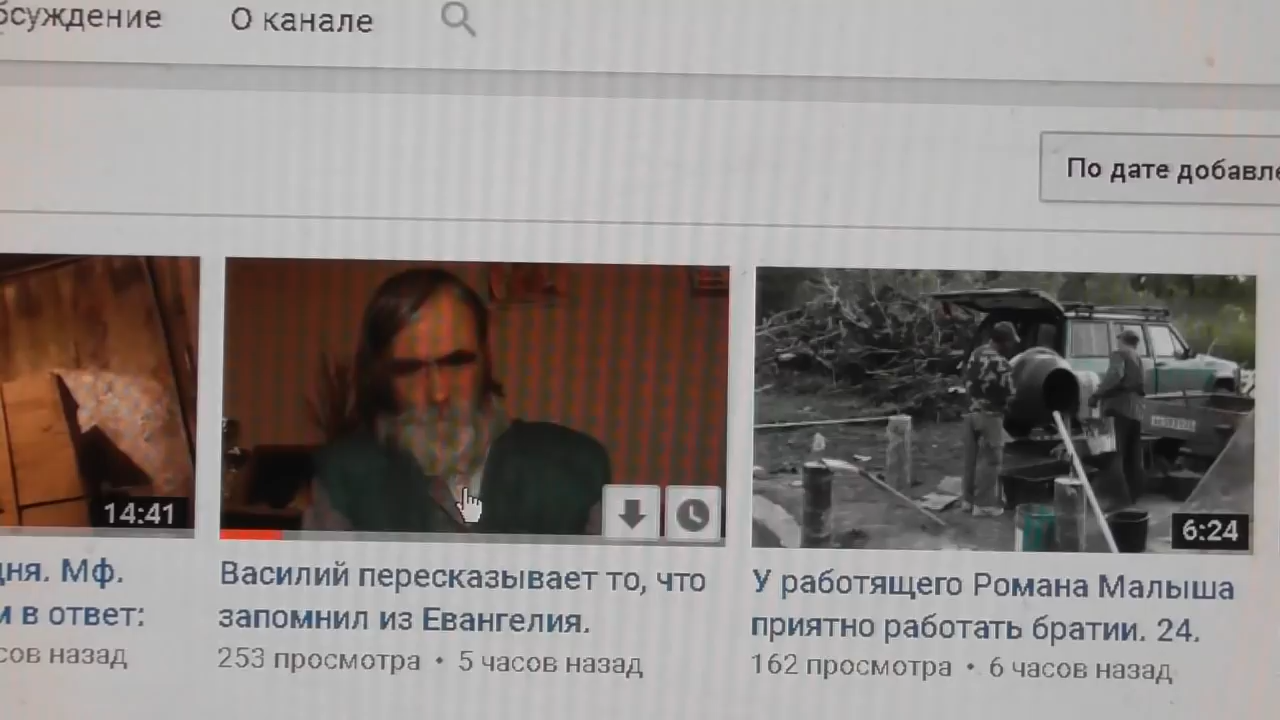 бсуждение
О канале
По дате добавле
14:41
6:24
дня. Мф.
и в ответ:
сов назад
Василий пересказывает то, что
запомнил из Евангелия.
253 просмотра • 5 часов назад
У работящего Романа Малыша
приятно работать братии. 24.
162 просмотра • 6 часов назад